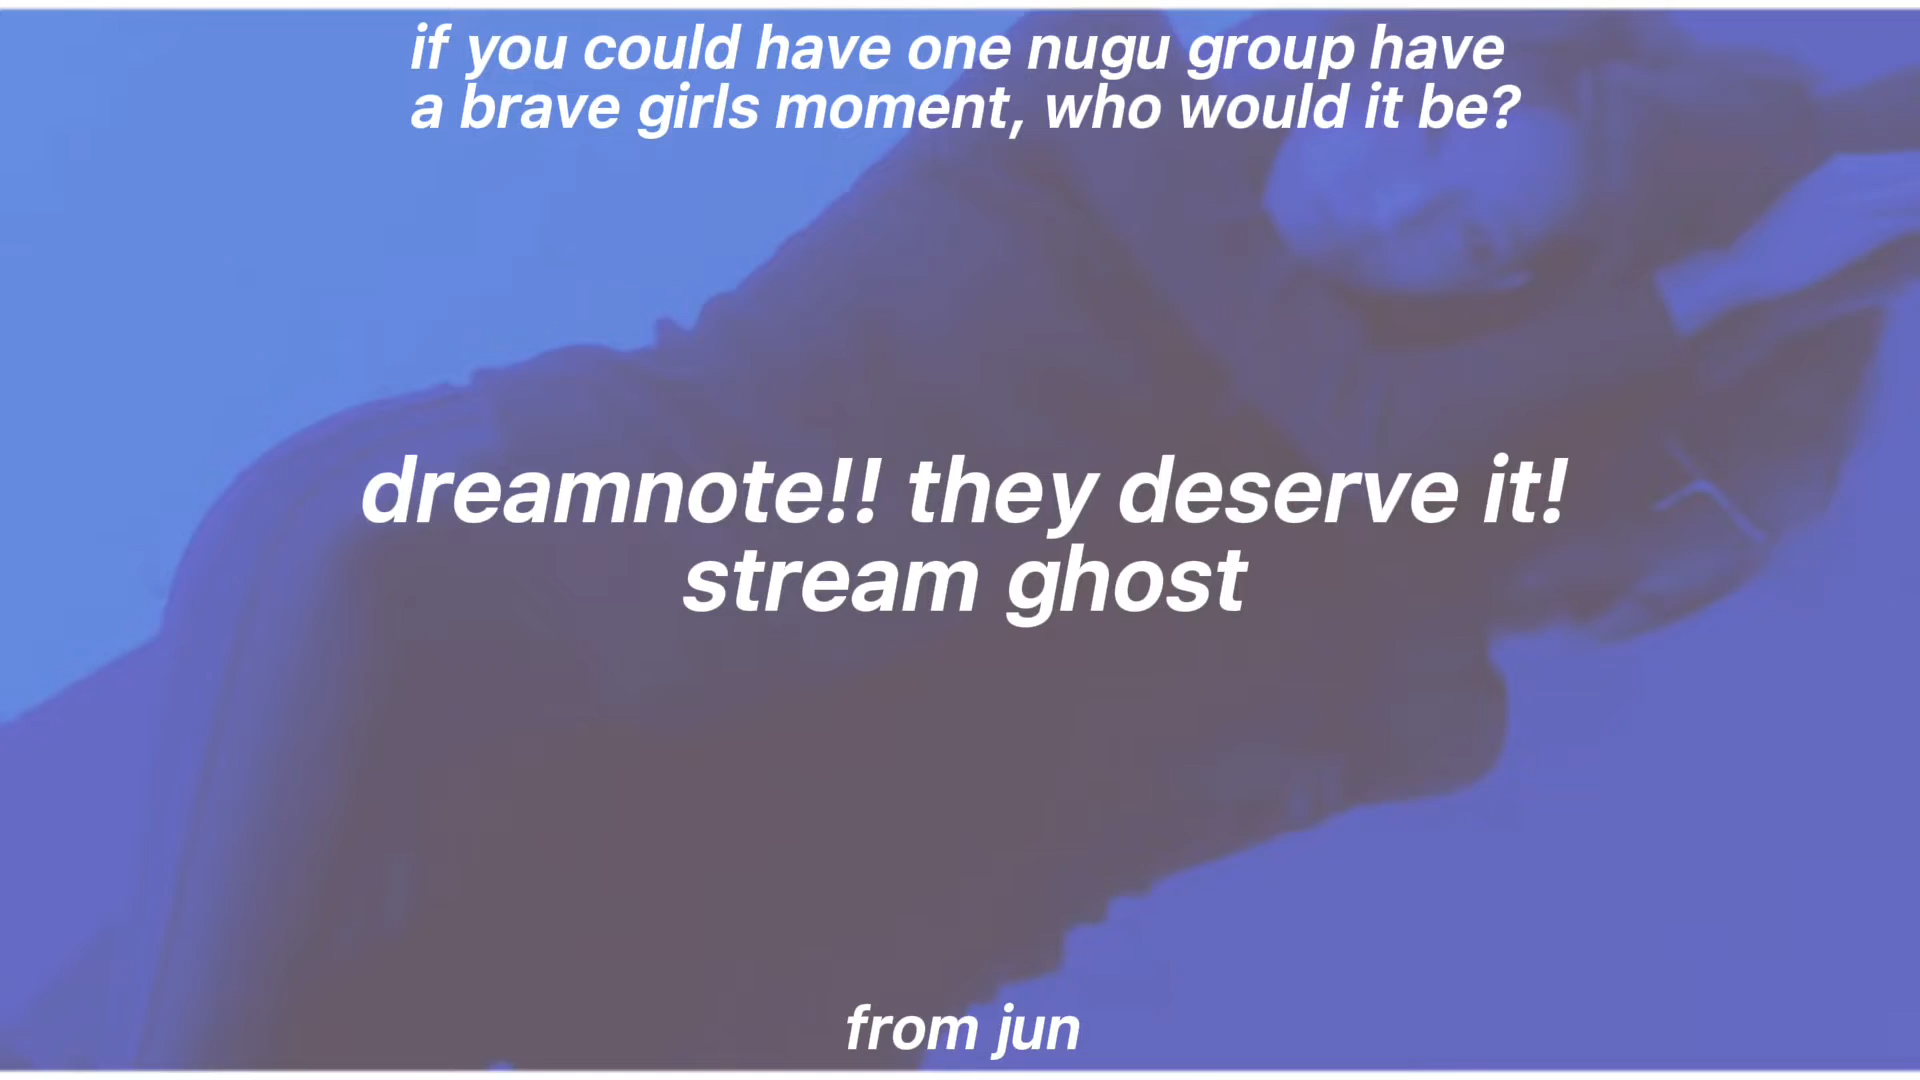 if you could have one nugu group have
a brave girls moment, who would it be?
dreamnote!! they deserve it!
stream ghost
from jun